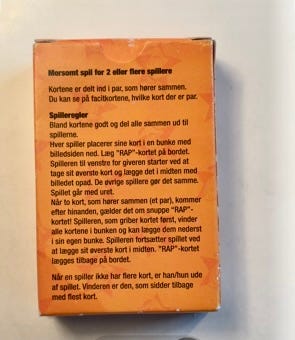 Mersomt spil for 2 eller flere spillere
Kortene er delt ind i par, som hører sammen.
Du kan se på facitkortene, hvilke kort der er par.
Spilleregler
Bland kortene godt og del alle sammen ud til
spillerne.
Hver spiller placerer sine kort i en bunke med
billedsiden ned. Læg "RAP"-kortet på bordet.
Spilleren til venstre for giveren starter ved at
tage sit øverste kort og lægge det i midten med
billedet opad. De øvrige spillere gør det samme.
Spillet går med uret.
Når to kort, som hører sammen (et par), kommer
efter hinanden, gælder det om snuppe "RAP"-
kortet! Spilleren, som griber kortet først, vinder
alle kortene i bunken og kan lægge dem nederst
i sin egen bunke. Spilleren fortsætter spillet ved
at lægge sit øverste kort i midten. "RAP"-kortet
lægges tilbage på bordet.
Når en spiller ikke har flere kort, er han/hun ude
af spillet. Vinderen er den, som sidder tilbage
med flest kort.